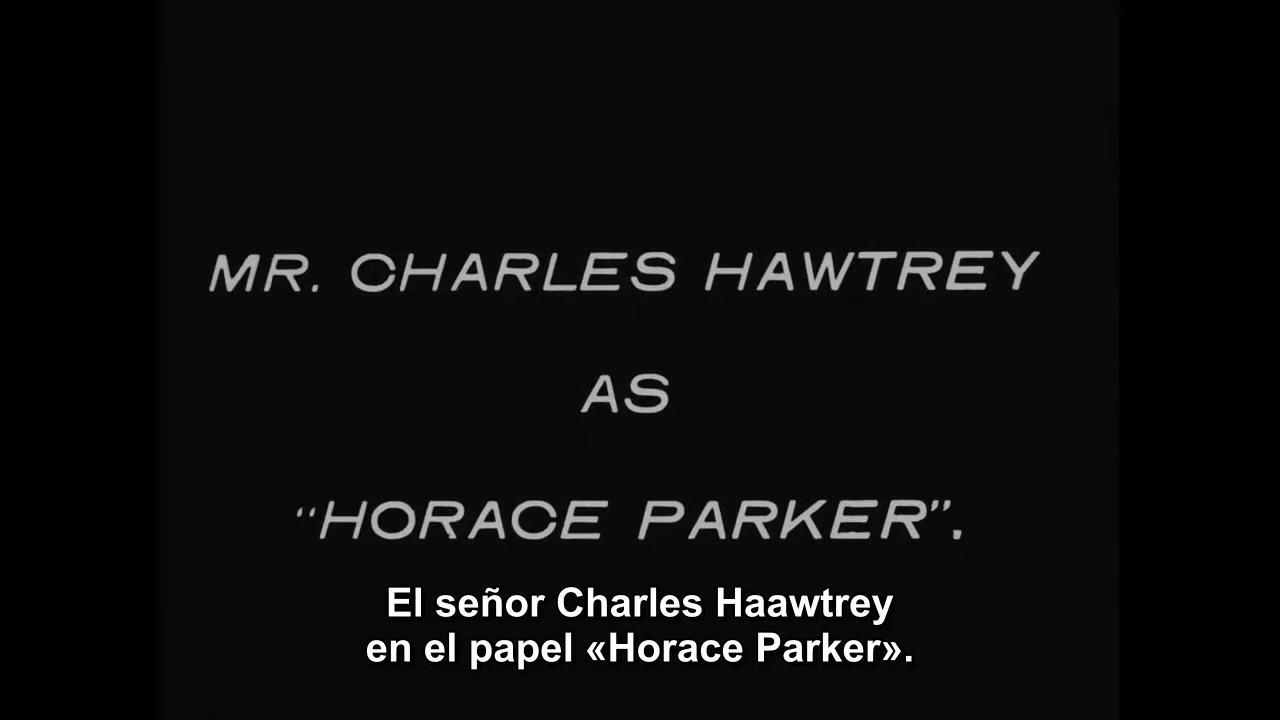 MR. CHARLES HAWTREY
AS
“HORACE PARKER”.
El señor Charles Haawtrey
en el papel «Horace Parker».